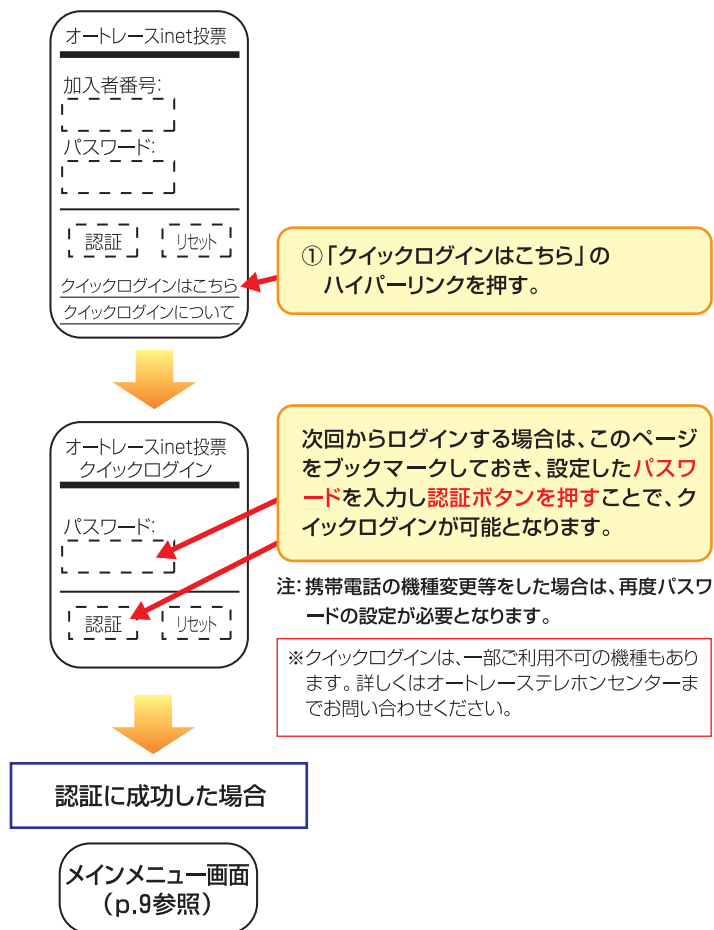 オートレースinet投票
加入者番号:
パスワード:
認証 リセット
クイックログインはこちら
クイックログインについて
①「クイックログインはこちら」の
ハイパーリンクを押す。
オートレースinet投票
クイックログイン
パスワード:
認証 リセット
次回からログインする場合は、このページ
をブックマークしておき、設定したパスワ
ードを入力し認証ボタンを押すことで、ク
イックログインが可能となります。
注:携帯電話の機種変更等をした場合は、再度パスワ
ードの設定が必要となります。
※クイックログインは、一部ご利用不可の機種もあり
ます。詳しくはオートレーステレホンセンターま
でお問い合わせください。
認証に成功した場合
メインメニュー画面
(p.9参照)